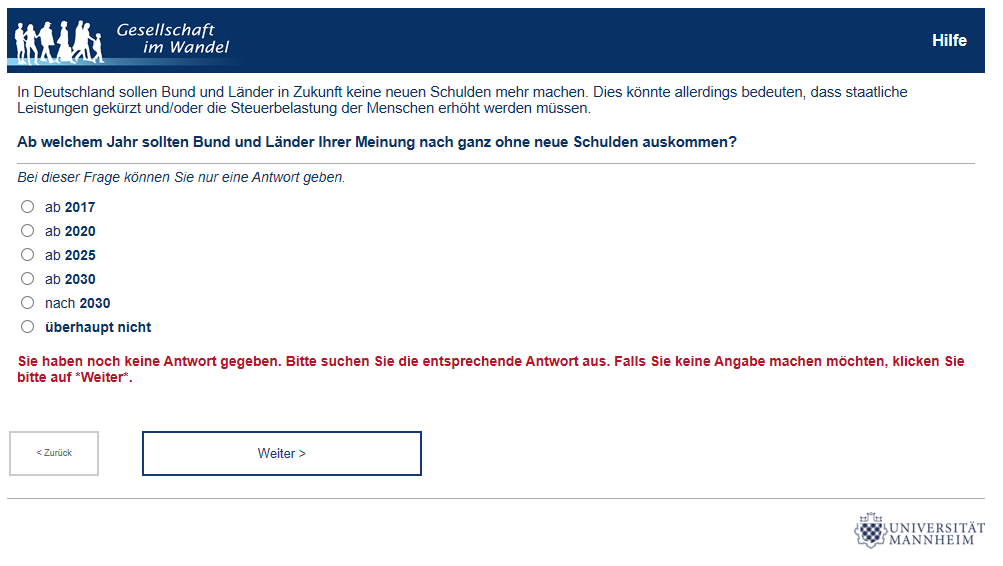 Gesellschaft
im Wandel
Hilfe
In Deutschland sollen Bund und Länder in Zukunft keine neuen Schulden mehr machen. Dies könnte allerdings bedeuten, dass staatliche
Leistungen gekürzt und/oder die Steuerbelastung der Menschen erhöht werden müssen.
Ab welchem Jahr sollten Bund und Länder Ihrer Meinung nach ganz ohne neue Schulden auskommen?
Bei dieser Frage können Sie nur eine Antwort geben.
ab 2017
ab 2020
ab 2025
ab 2030
nach 2030
überhaupt nicht
Sie haben noch keine Antwort gegeben. Bitte suchen Sie die entsprechende Antwort aus. Falls Sie keine Angabe machen möchten, klicken Sie
bitte auf *Weiter*.
< Zurück
Weiter >
UNIVERSITÄT
MANNHEIM